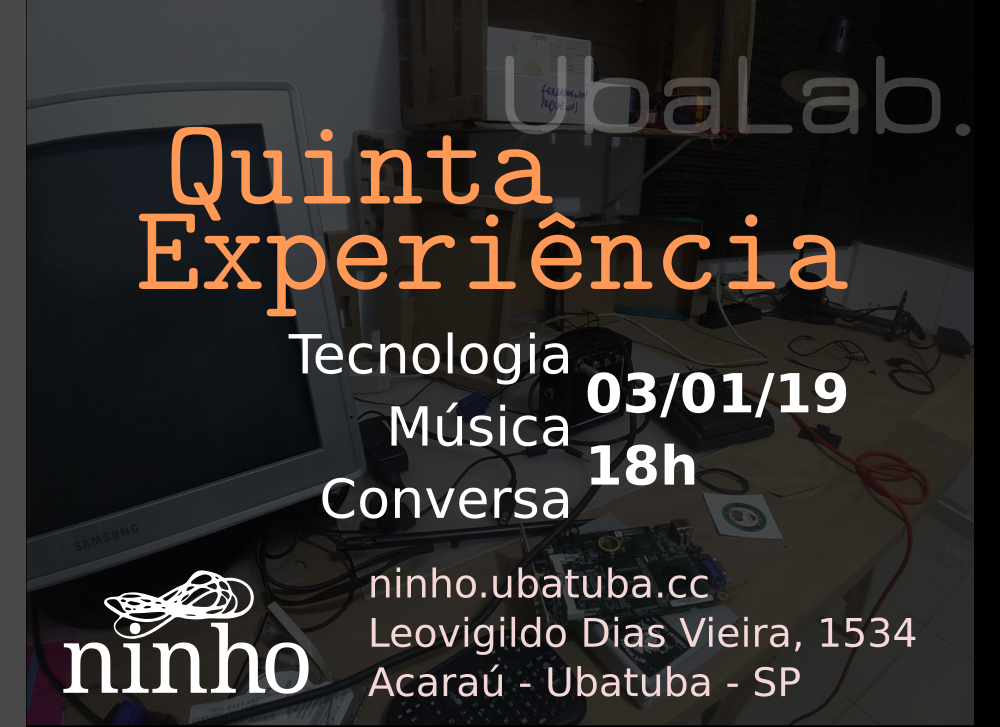 UbaLab.
Quinta
Experiência
Tecnologia
Música
Conversa
03/01/19
18h
SAMSUNG
ninho
ninho.ubatuba.cc
Leovigildo Dias Vieira, 1534
Acaraú - Ubatuba - SP